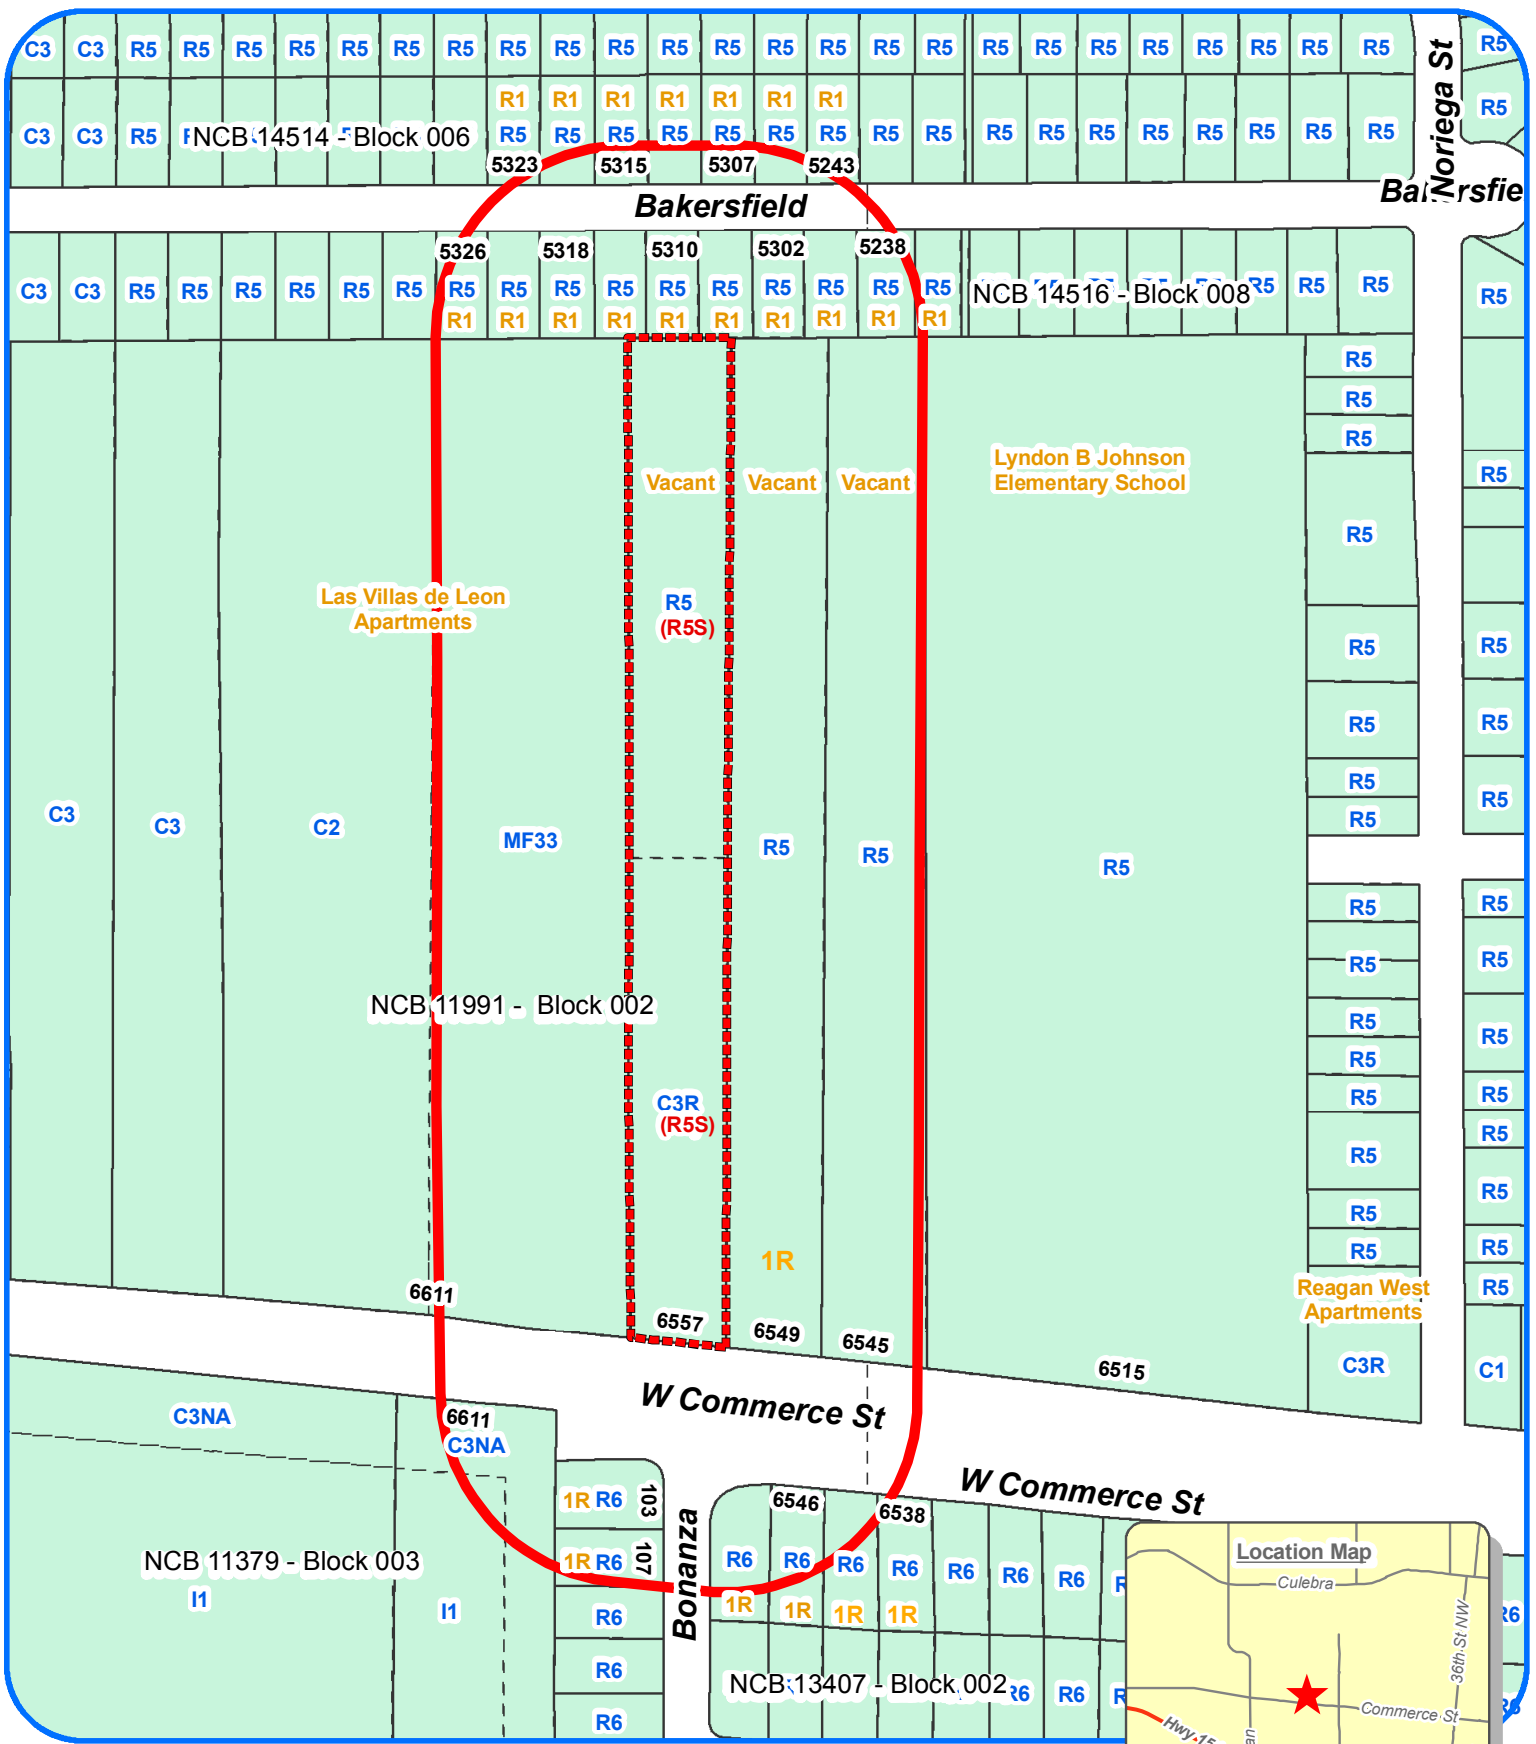 C3 C3 R5 R5 R5 R5 R5 R5 R5 R5 R5 R5 R5 R5 R5 R5 R5 R5 R5 R5 R5 R5 R5 R5 R5 R5
Noriega St
R1 R1 R1 R1 R1 R1 R1
R5
C3 C3 R5 NCB 14514 - Block 006 R5 R5 R5 R5 R5 R5 R5 R5 R5 R5 R5 R5 R5 R5 R5 R5
5323 5315 5307 5243
Bakersfield
Bakersfie
5326 5318 5310 5302 5238
C3 C3 R5 R5 R5 R5 R5 R5 R5 R5 R5 R5 R5 R5 R5 R5 R5 R5 NCB 14516 - Block 008 R5 R5 R5 R5
R1 R1 R1 R1 R1 R1 R1 R1 R1 R1
R5
R5
R5
Lyndon B Johnson
Elementary School
Vacant Vacant Vacant
R5
R5
Las Villas de Leon
Apartments
R5
(R5S)
R5 R5
R5 R5
R5
R5
R5
C3 C3 C2 MF33 R5 R5 R5
R5 R5
R5 R5
NCB 11991 - Block 002
R5 R5
R5
C3R
(R5S)
R5 R5
R5
R5
R5
R5 R5
R5 R5
1R
6611
Reagan West
Apartments
R5
6557 6549 6545 6515
C3R C1
W Commerce St
C3NA 6611
C3NA
W Commerce St
1R R6 103
6546 6538
1R R6 107
Bonanza
R6 R6 R6 R6 R6 R6 R6
NCB 11379 - Block 003
I1 I1
R6
1R 1R 1R 1R
R6
R6
NCB 13407 - Block 002 R6 R6
Location Map
Culebra
36th St NW
Commerce St